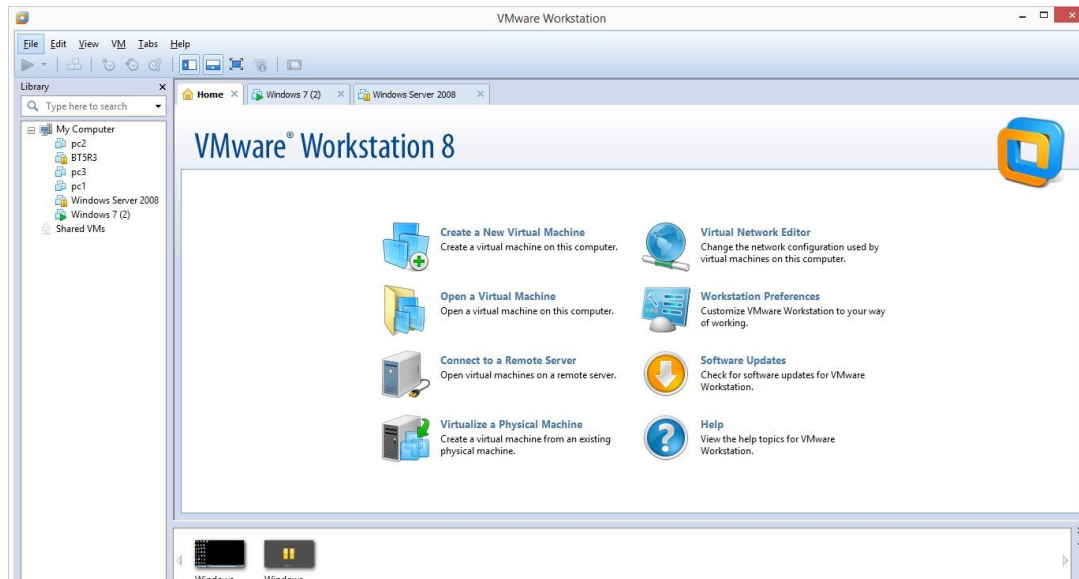 VMware Workstation
File Edit View VM Tabs Help
Library
Type here to search
Home
Windows 7 (2)
Windows Server 2008
My Computer
pc2
BT5R3
pc3
pc1
Windows Server 2008
Windows 7 (2)
Shared VMs
VMware® Workstation 8
Create a New Virtual Machine
Create a virtual machine on this computer.
Open a Virtual Machine
Open a virtual machine on this computer.
Connect to a Remote Server
Open virtual machines on a remote server.
Virtualize a Physical Machine
Create a virtual machine from an existing
physical machine.
Virtual Network Editor
Change the network configuration used by
virtual machines on this computer.
Workstation Preferences
Customize VMware Workstation to your way
of working.
Software Updates
Check for software updates for VMware
Workstation.
Help
View the help topics for VMware
Workstation.
Windows
Windows